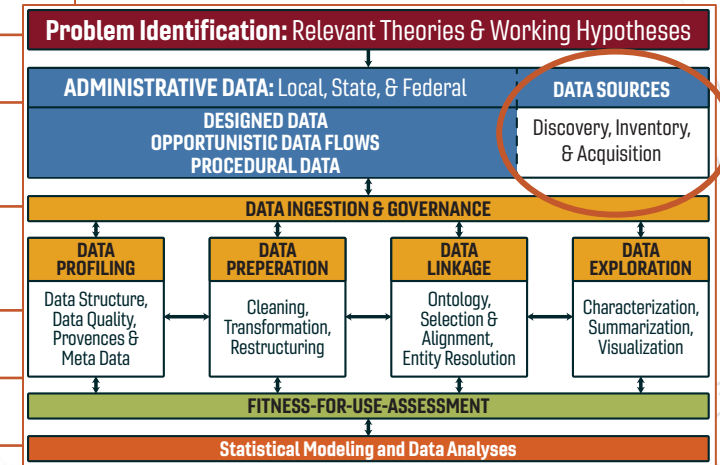 Problem Identification: Relevant Theories & Working Hypotheses
ADMINISTRATIVE DATA: Local, State, & Federal
DATA SOURCES
DESIGNED DATA
OPPORTUNISTIC DATA FLOWS
PROCEDURAL DATA
Discovery, Inventory,
& Acquisition
DATA INGESTION & GOVERNANCE
DATA
PROFILING
Data Structure,
Data Quality,
Provences &
Meta Data
DATA
PREPERATION
Cleaning,
Transformation,
Restructuring
DATA
LINKAGE
Ontology,
Selection &
Alignment,
Entity Resolution
DATA
EXPLORATION
Characterization,
Summarization,
Visualization
FITNESS-FOR-USE-ASSESSMENT
Statistical Modeling and Data Analyses